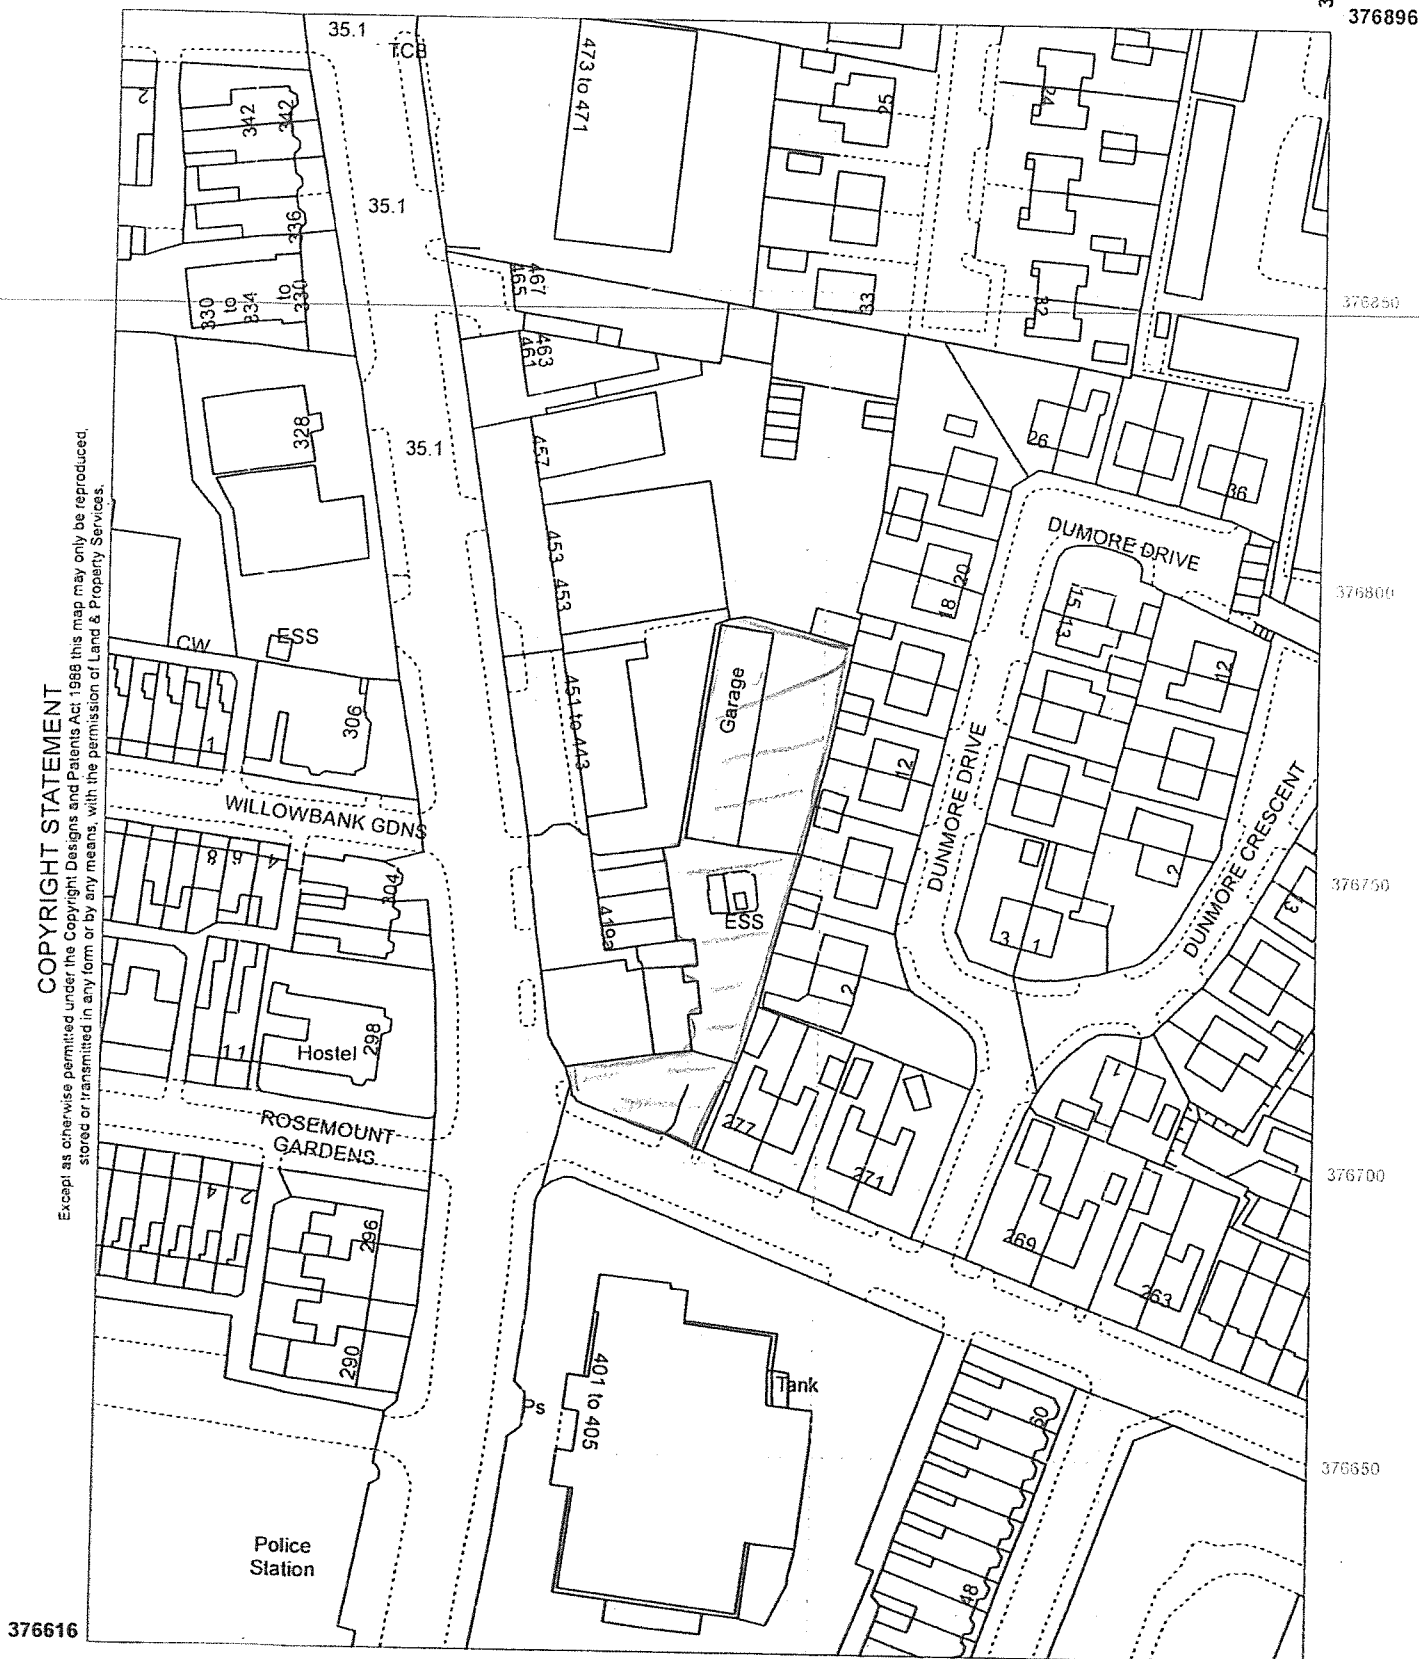 376896
35.1
TCB
473 to 471
25
24
2
342
342
35.1
336
330
to
334
to
330
467
465
33
32
376850
463
461
328
35.1
457
26
36
COPYRIGHT STATEMENT
Except as otherwise permitted under the Copyright Designs and Patents Act 1988 this map may only be reproduced,
stored or transmitted in any form or by any means, with the permission of Land & Property Services.
DUMORE DRIVE
453
453
20
18
15
13
376800
CW
ESS
12
306
451 to 443
Garage
1
12
DUNMORE DRIVE
WILLOWBANK GDNS
8
6
4
304
2
DUNMORE CRESCENT
376750
13
419a
ESS
3
1
2
11
Hostel
298
1
ROSEMOUNT
GARDENS
277
271
376700
4
2
296
269
263
290
401 to 405
Tank
Ps
60
376650
Police
Station
48
376616